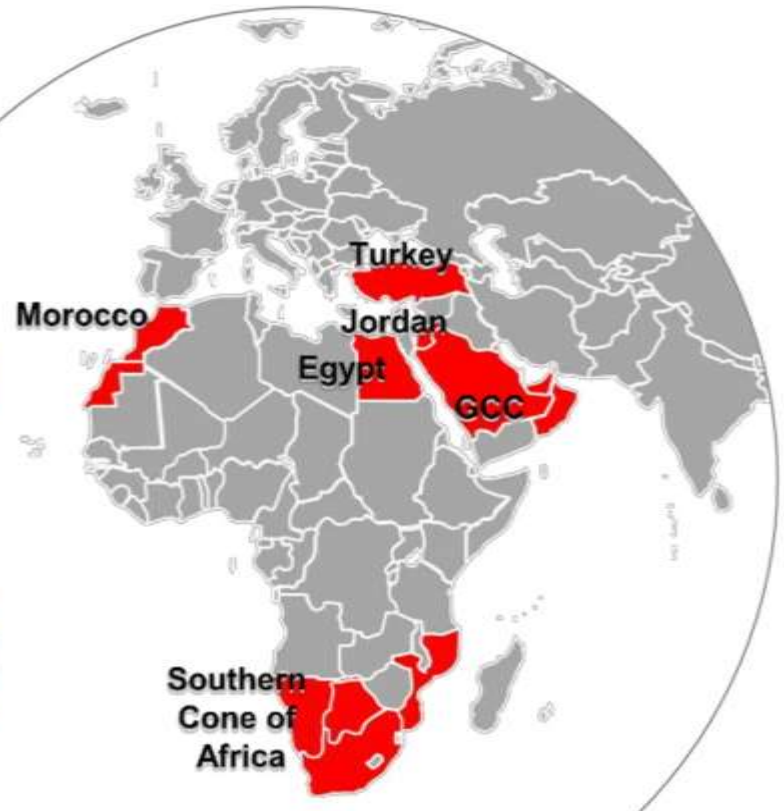 Turkey
Morocco
Jordan
Egypt
GCC
Southern
Cone of
Africa